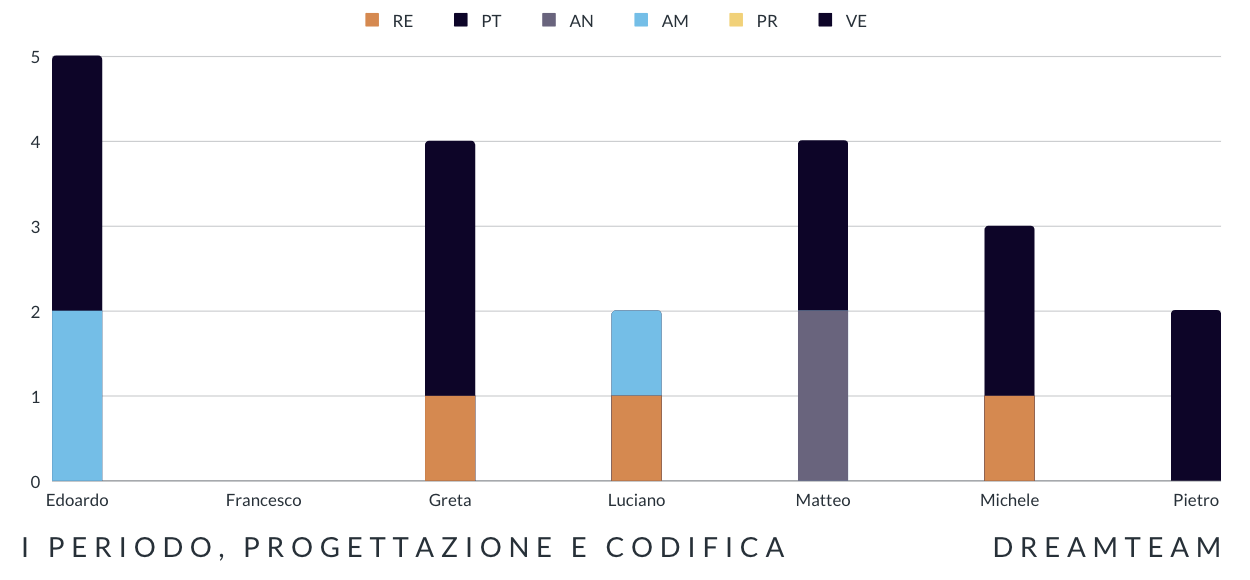 RE PT AN AM PR VE
5
4
3
2
1
0
Edoardo Francesco Greta Luciano Matteo Michele Pietro
I PERIODO, PROGETTAZIONE E CODIFICA DREAMTEAM